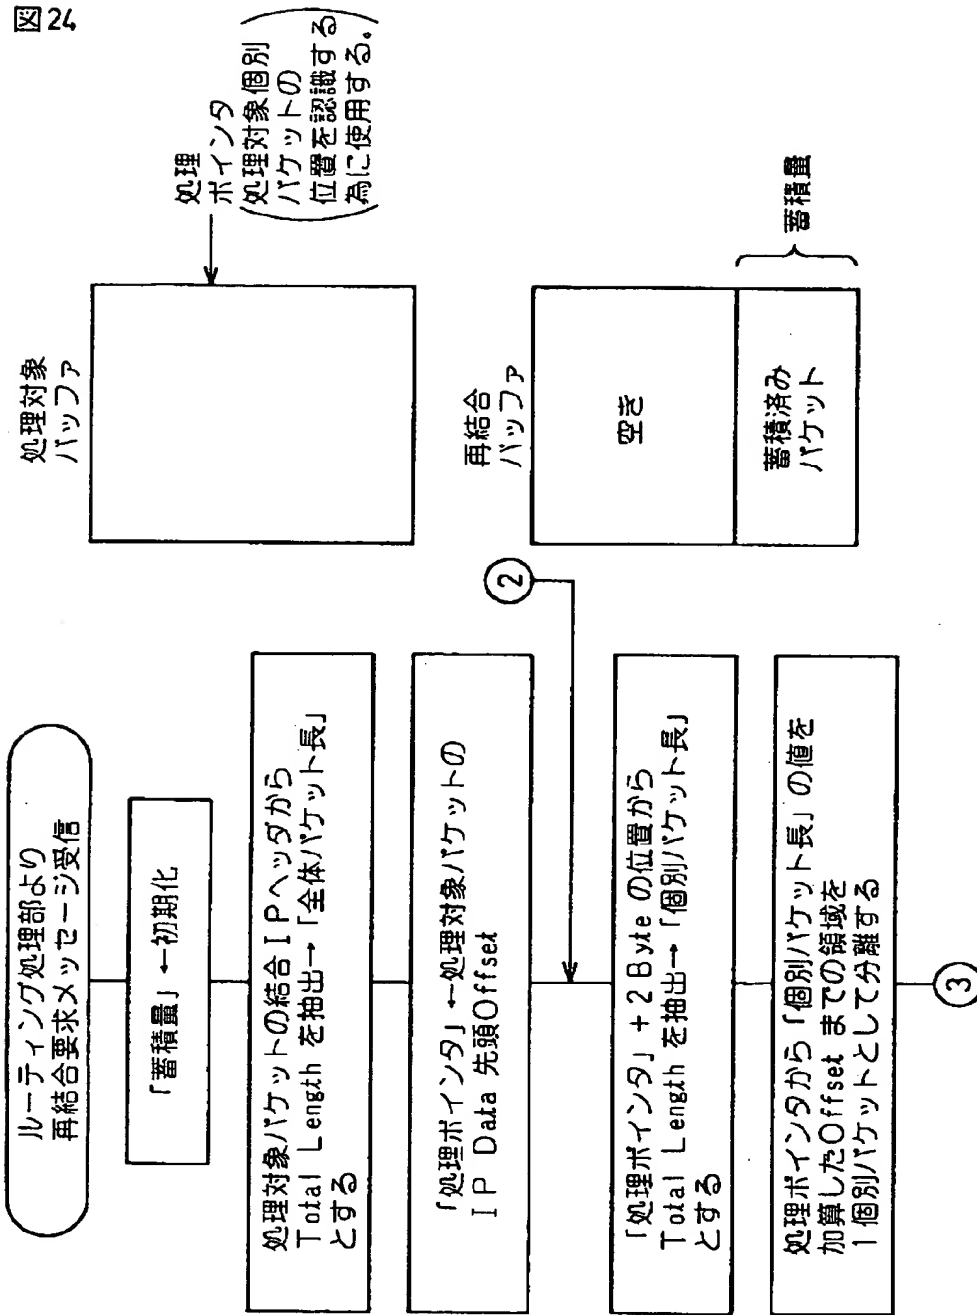 図24
ルーティング処理部より
再結合要求メッセージ受信
「蓄積量」←初期化
処理対象パケットの結合IPヘッダから
Total Length を抽出→「全体パケット長」
とする
「処理ポインタ」←処理対象パケットの
IP Data 先頭Offset
②
「処理ポインタ」+2Byteの位置から
Total Length を抽出→「個別パケット長」
とする
処理ポインタから「個別パケット長」の値を
加算したOffset までの領域を
1個別パケットとして分離する
③
処理対象
バッファ
処理
ポインタ
(処理対象個別
パケットの
位置を認識する
為に使用する。)
再結合
バッファ
空き
蓄積済み
パケット
蓄積量